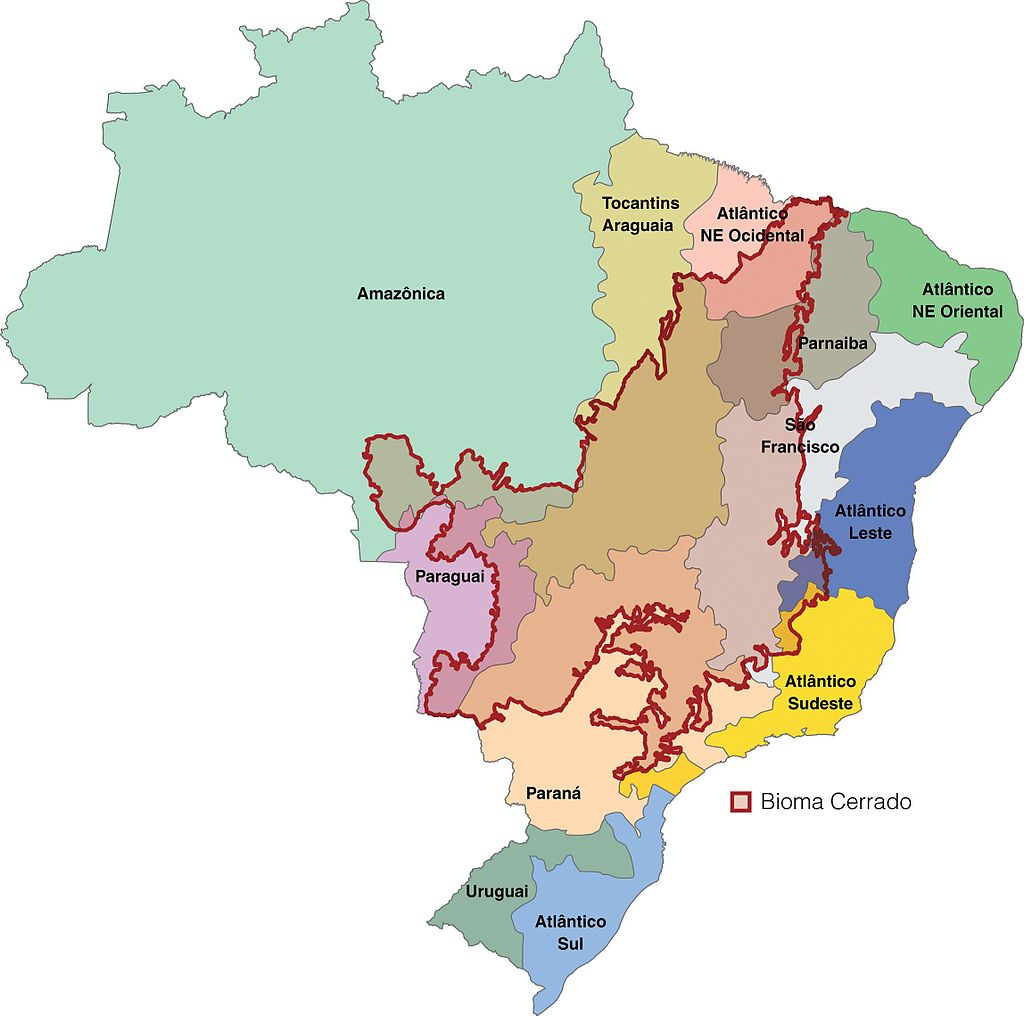 Tocantins
Araguaia
Atlântico
NE Ocidental
Amazônica
Atlântico
NE Oriental
Parnaiba
São
Francisco
Atlântico
Leste
Paraguai
Atlântico
Sudeste
Paraná
Bioma Cerrado
Uruguai
Atlântico
Sul